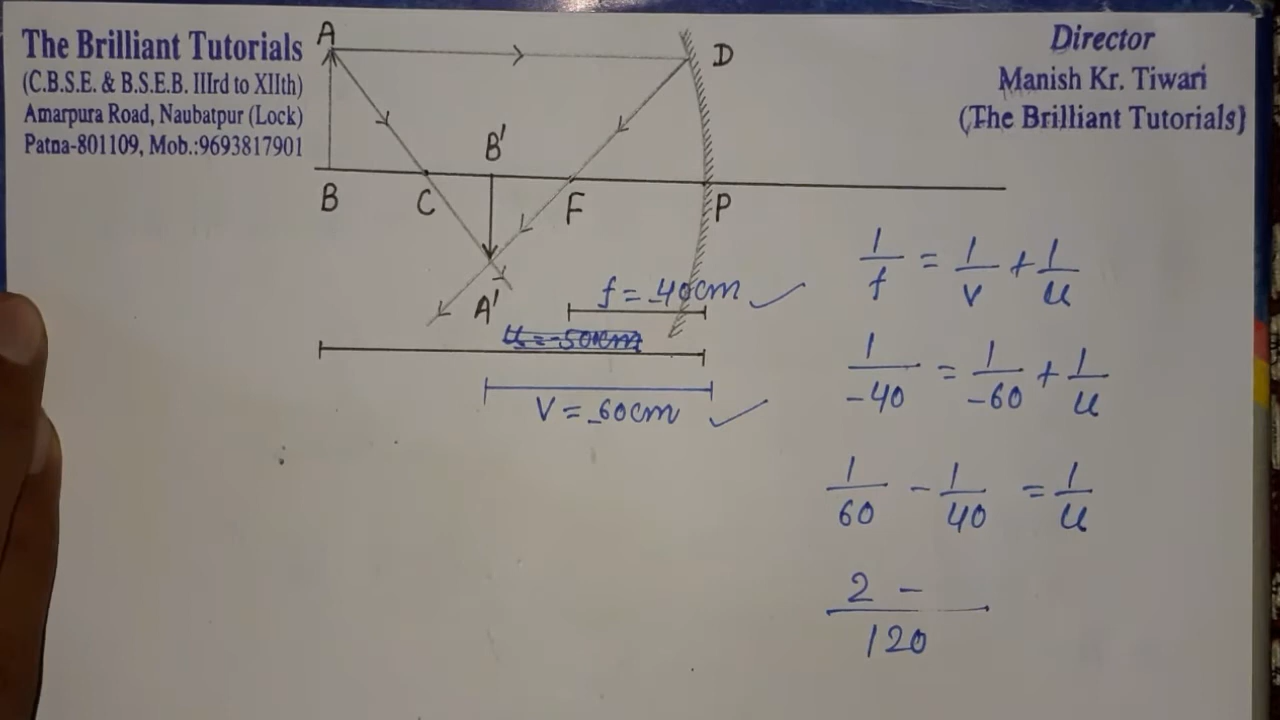 The Brilliant Tutorials
(C.B.S.E. & B.S.E.B. IIIrd to XIIth)
Amarpura Road, Naubatpur (Lock)
Patna-801109, Mob.:9693817901
Director
Manish Kr. Tiwari
(The Brilliant Tutorials)
A
D
B'
B
C
F
P
A'
f = -40cm
u = -50cm
V = -60cm
1/f = 1/v + 1/u
1/-40 = 1/-60 + 1/u
1/60 - 1/40 = 1/u
2 -
120